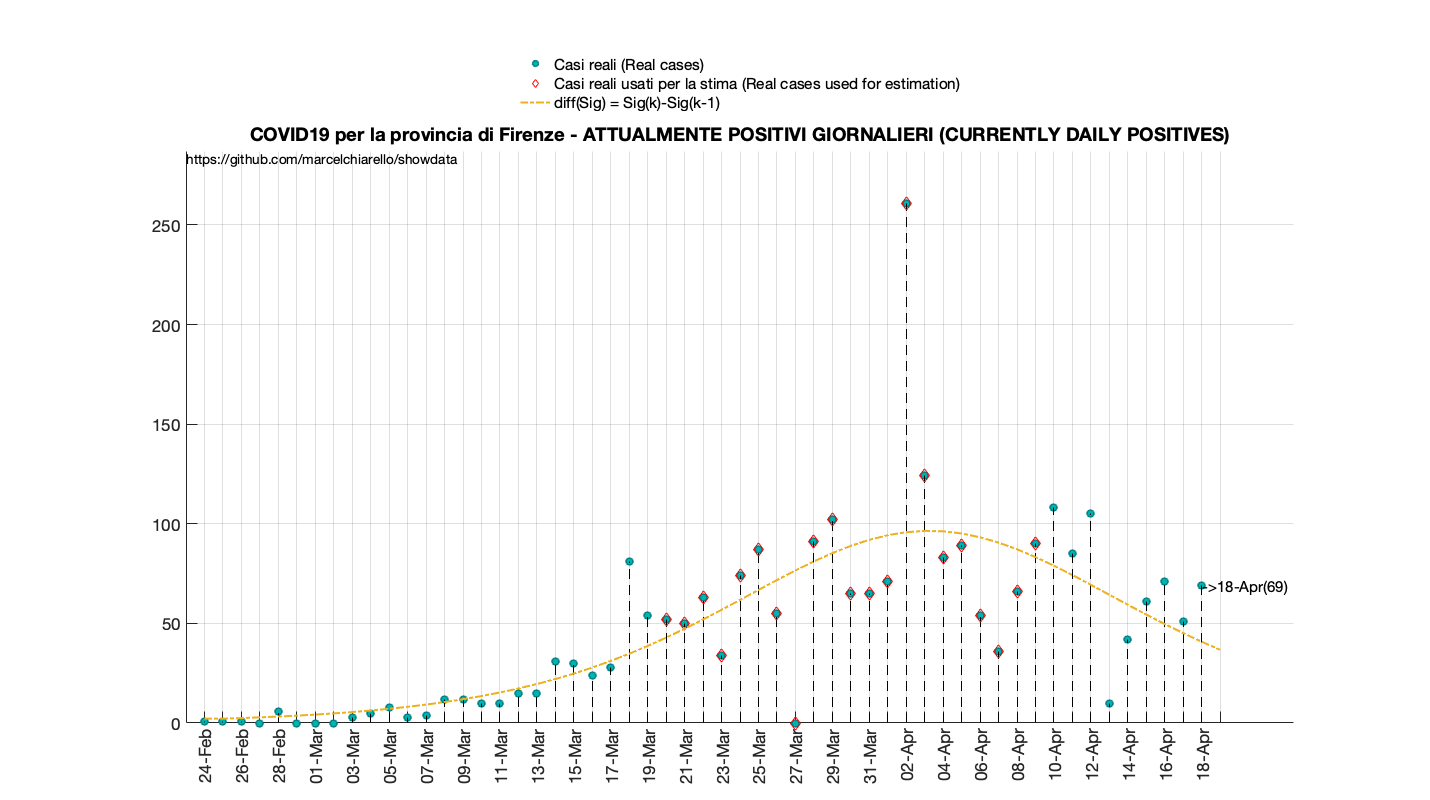 Casi reali (Real cases)
Casi reali usati per la stima (Real cases used for estimation)
diff(Sig) = Sig(k)-Sig(k-1)
COVID19 per la provincia di Firenze - ATTUALMENTE POSITIVI GIORNALIERI (CURRENTLY DAILY POSITIVES)
https://github.com/marcelchiarello/showdata
250
200
150
100
50
0
->18-Apr(69)
24-Feb
26-Feb
28-Feb
01-Mar
03-Mar
05-Mar
07-Mar
09-Mar
11-Mar
13-Mar
15-Mar
17-Mar
19-Mar
21-Mar
23-Mar
25-Mar
27-Mar
29-Mar
31-Mar
02-Apr
04-Apr
06-Apr
08-Apr
10-Apr
12-Apr
14-Apr
16-Apr
18-Apr